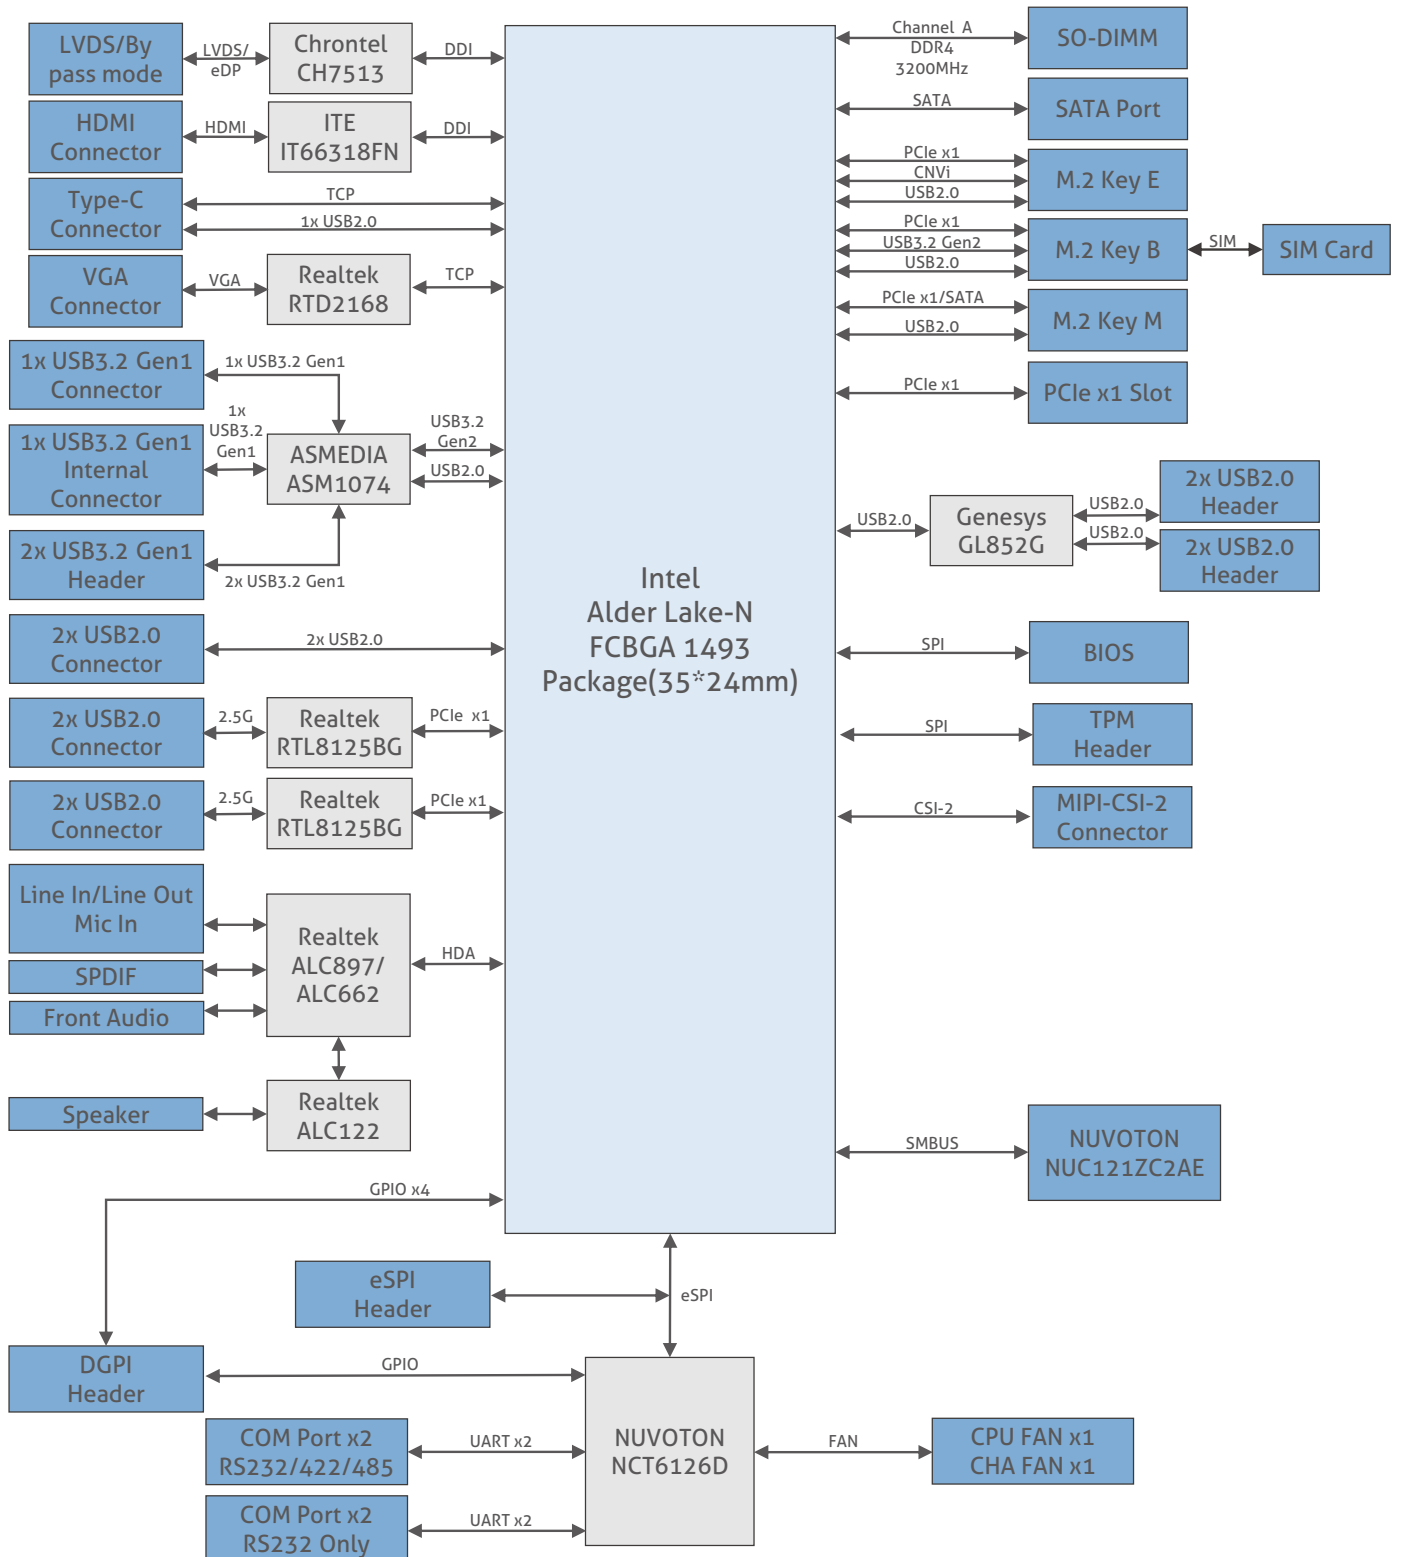 LVDS/By
pass mode
LVDS/
eDP
Chrontel
CH7513
DDI
HDMI
Connector
HDMI
ITE
IT66318FN
DDI
Type-C
Connector
TCP
1x USB2.0
VGA
Connector
VGA
Realtek
RTD2168
TCP
1x USB3.2 Gen1
Connector
1x USB3.2 Gen1
1x USB3.2 Gen1
Internal
Connector
1x
USB3.2
Gen1
ASMEDIA
ASM1074
USB3.2
Gen2
USB2.0
2x USB3.2 Gen1
Header
2x USB3.2 Gen1
2x USB2.0
Connector
2x USB2.0
2x USB2.0
Connector
2.5G
Realtek
RTL8125BG
PCIe x1
2x USB2.0
Connector
2.5G
Realtek
RTL8125BG
PCIe x1
Line In/Line Out
Mic In
SPDIF
Front Audio
Realtek
ALC897/
ALC662
HDA
Speaker
Realtek
ALC122
GPIO x4
Intel
Alder Lake-N
FCBGA 1493
Package(35*24mm)
Channel A
DDR4
3200MHz
SO-DIMM
SATA
SATA Port
PCIe x1
CNVi
USB2.0
M.2 Key E
PCIe x1
USB3.2 Gen2
USB2.0
M.2 Key B
SIM
SIM Card
PCIe x1/SATA
USB2.0
M.2 Key M
PCIe x1
PCIe x1 Slot
USB2.0
Genesys
GL852G
USB2.0
USB2.0
2x USB2.0
Header
2x USB2.0
Header
SPI
BIOS
SPI
TPM
Header
CSI-2
MIPI-CSI-2
Connector
SMBUS
NUVOTON
NUC121ZC2AE
eSPI
Header
eSPI
DGPI
Header
GPIO
COM Port x2
RS232/422/485
UART x2
NUVOTON
NCT6126D
FAN
CPU FAN x1
CHA FAN x1
COM Port x2
RS232 Only
UART x2